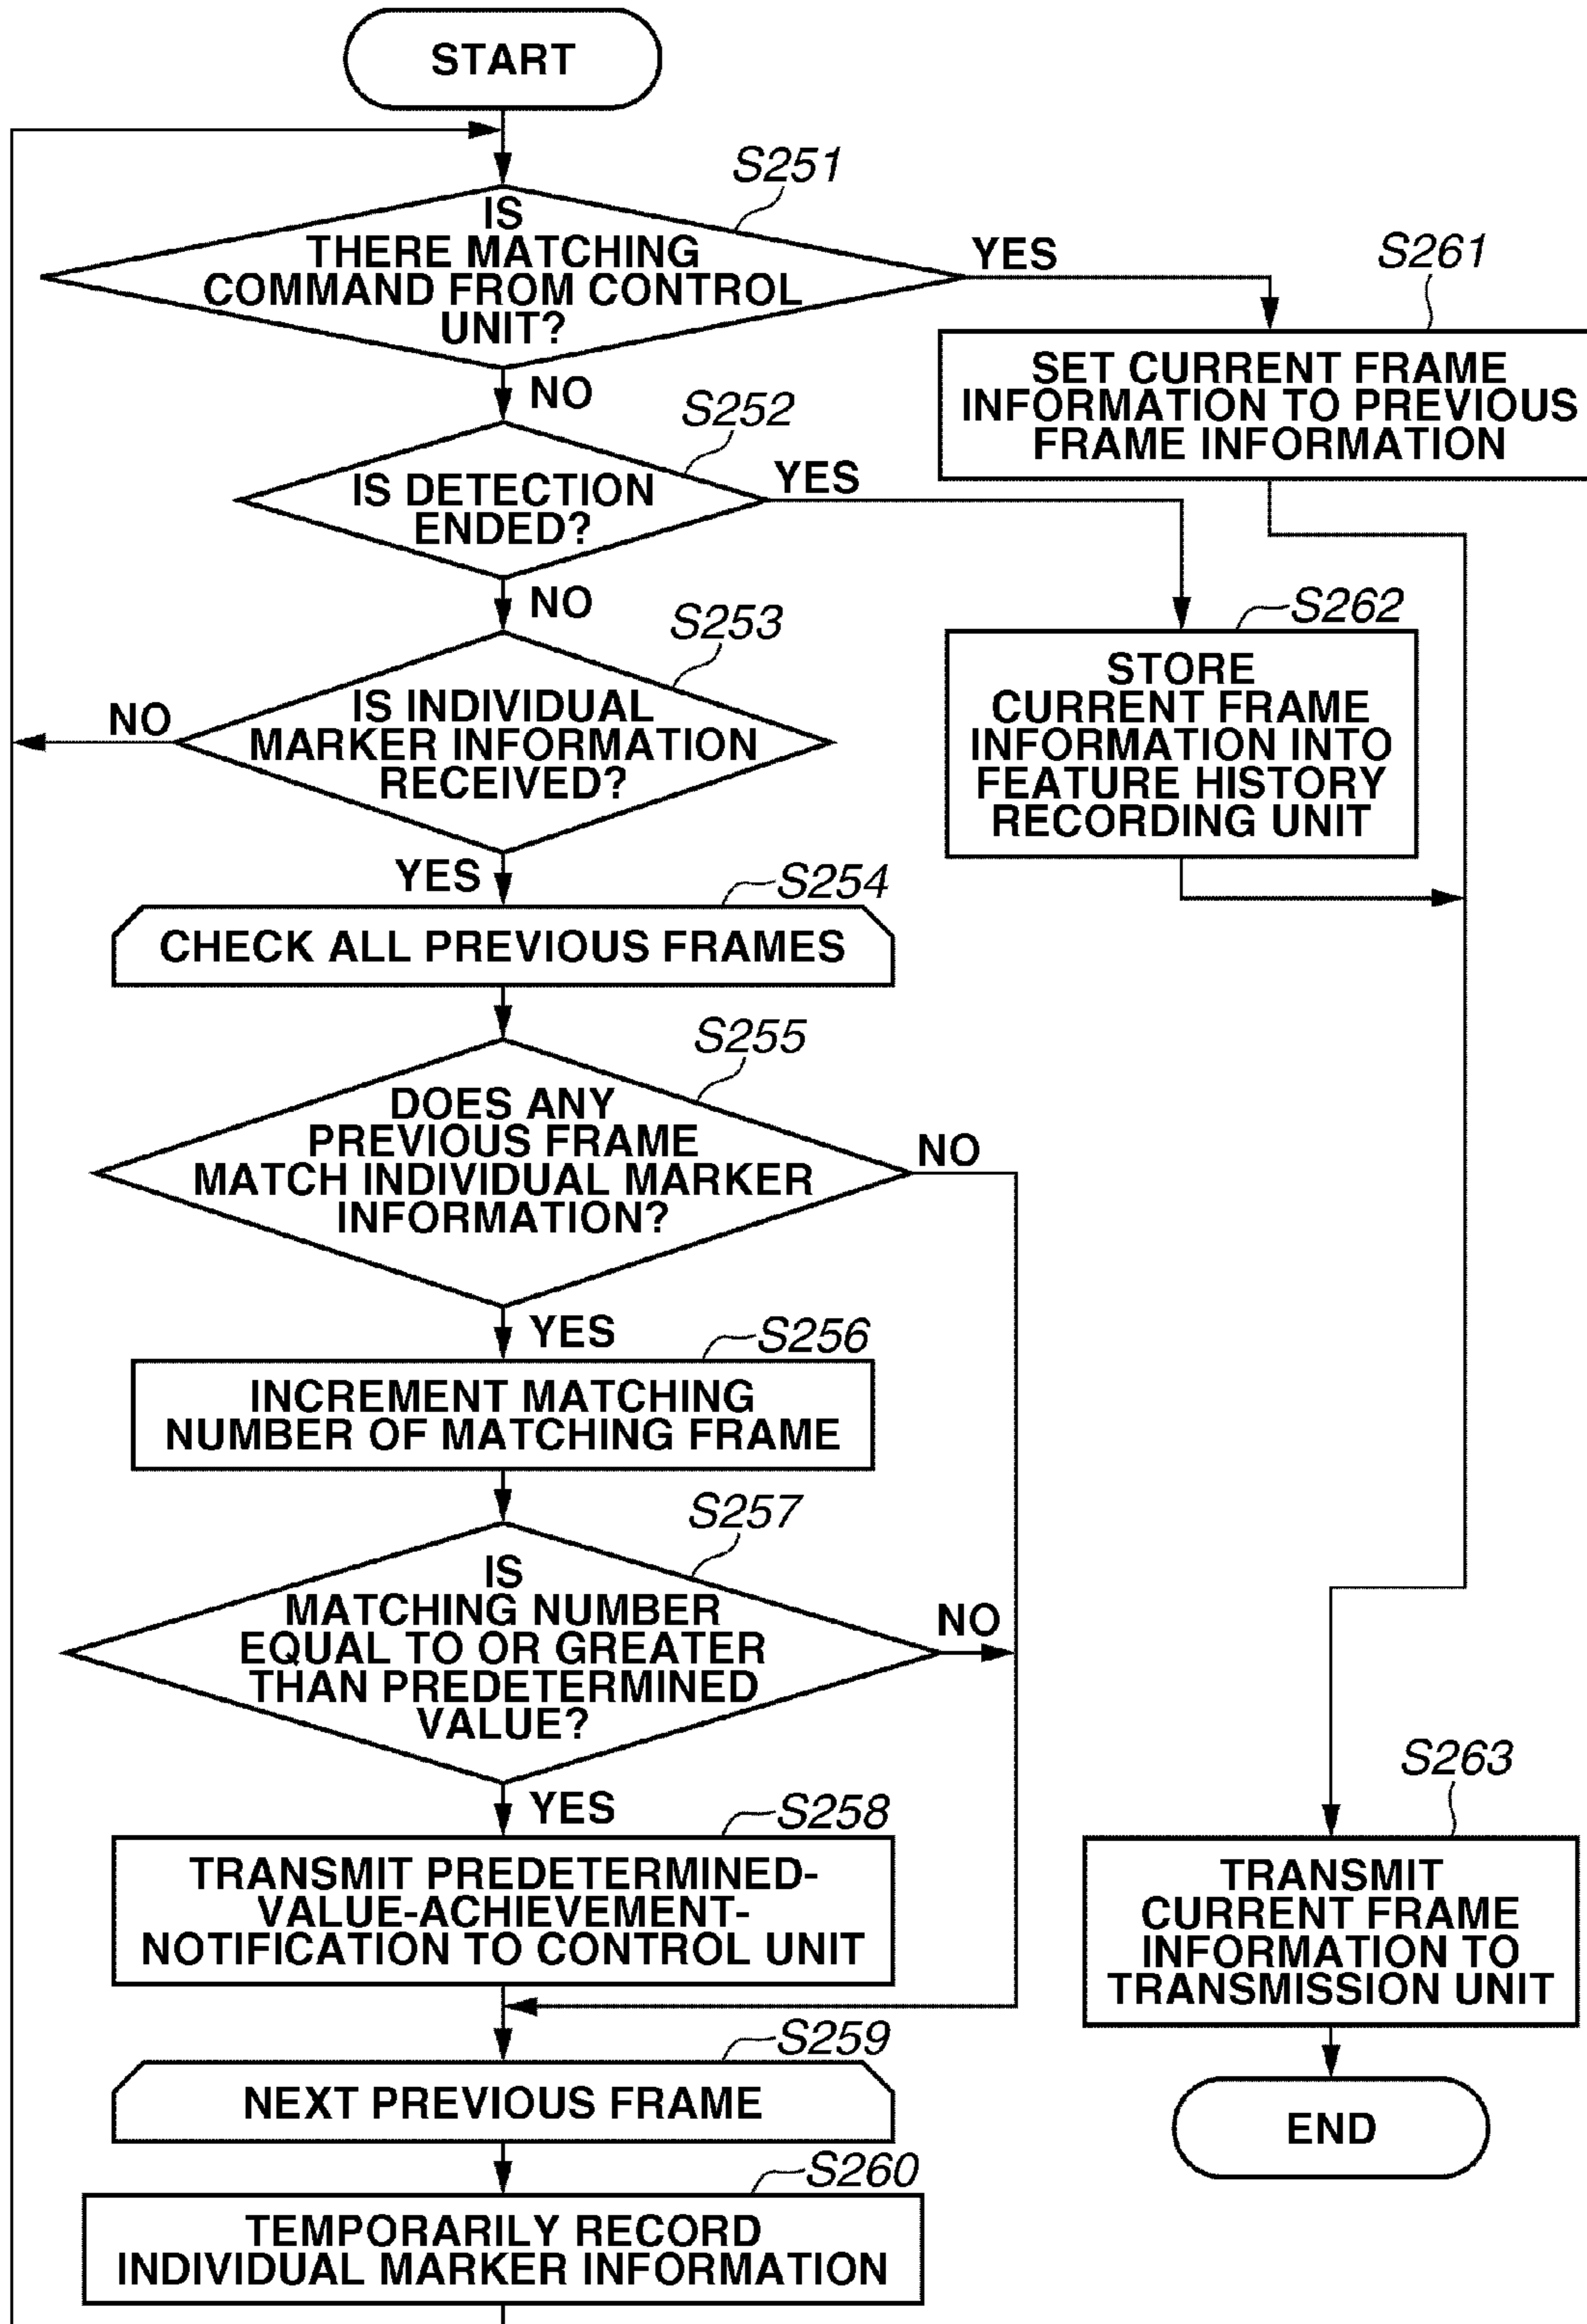 START
S251
IS
THERE MATCHING
COMMAND FROM CONTROL
UNIT?
YES
NO
S261
SET CURRENT FRAME
INFORMATION TO PREVIOUS
FRAME INFORMATION
S252
IS DETECTION
ENDED?
YES
NO
S262
STORE
CURRENT FRAME
INFORMATION INTO
FEATURE HISTORY
RECORDING UNIT
S253
IS INDIVIDUAL
MARKER INFORMATION
RECEIVED?
NO
YES
S254
CHECK ALL PREVIOUS FRAMES
S255
DOES ANY
PREVIOUS FRAME
MATCH INDIVIDUAL MARKER
INFORMATION?
NO
YES
S256
INCREMENT MATCHING
NUMBER OF MATCHING FRAME
S257
IS
MATCHING NUMBER
EQUAL TO OR GREATER
THAN PREDETERMINED
VALUE?
NO
YES
S258
TRANSMIT PREDETERMINED-
VALUE-ACHIEVEMENT-
NOTIFICATION TO CONTROL UNIT
S263
TRANSMIT
CURRENT FRAME
INFORMATION TO
TRANSMISSION UNIT
S259
NEXT PREVIOUS FRAME
END
S260
TEMPORARILY RECORD
INDIVIDUAL MARKER INFORMATION